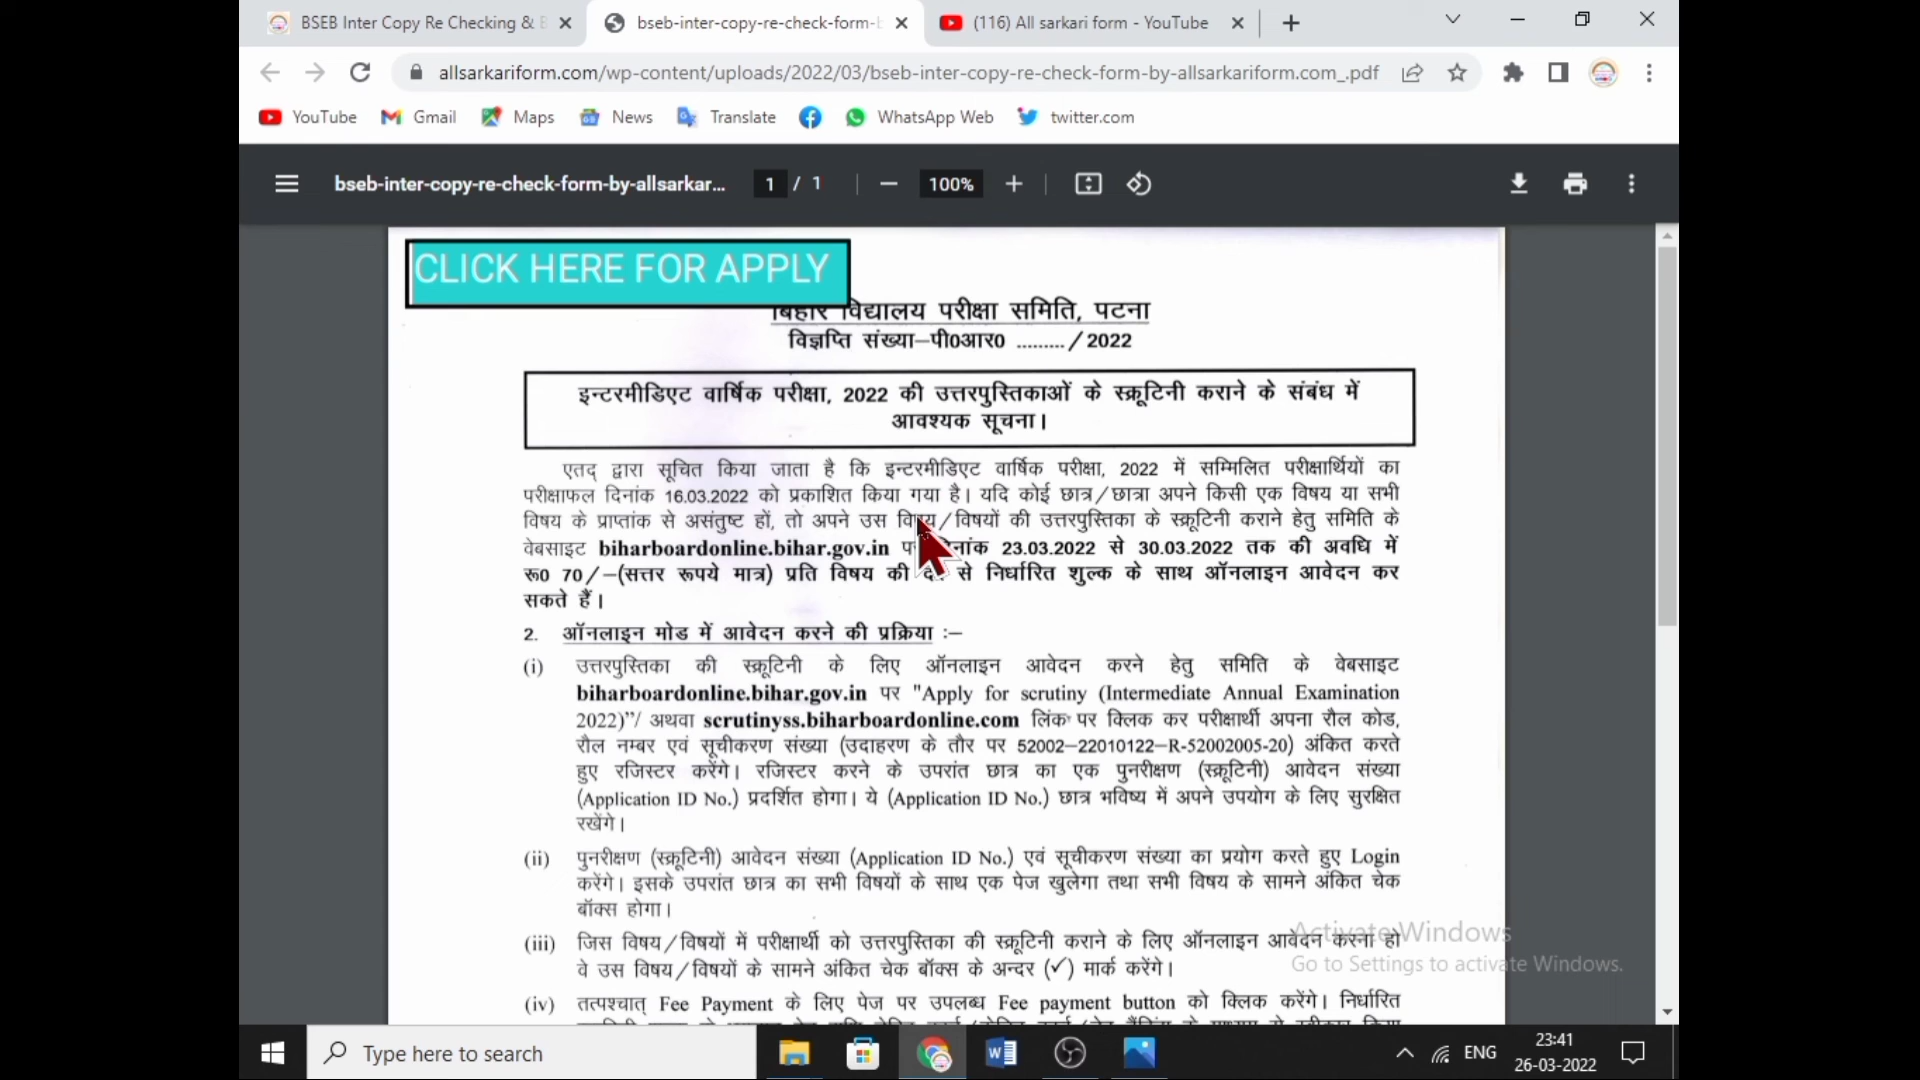 BSEB Inter Copy Re Checking &
bseb-inter-copy-re-check-form-b
(116) All sarkari form - YouTube
allsarkariform.com/wp-content/uploads/2022/03/bseb-inter-copy-re-check-form-by-allsarkariform.com_.pdf
YouTube Gmail Maps News Translate WhatsApp Web twitter.com
bseb-inter-copy-re-check-form-by-allsarkar... 1 / 1 100%
CLICK HERE FOR APPLY
बिहार विद्यालय परीक्षा समिति, पटना
विज्ञप्ति संख्या–पी0आर0 ........./2022
इन्टरमीडिएट वार्षिक परीक्षा, 2022 की उत्तरपुस्तिकाओं के स्क्रूटिनी कराने के संबंध में
आवश्यक सूचना।
एतद् द्वारा सूचित किया जाता है कि इन्टरमीडिएट वार्षिक परीक्षा, 2022 में सम्मिलित परीक्षार्थियों का
परीक्षाफल दिनांक 16.03.2022 को प्रकाशित किया गया है। यदि कोई छात्र/छात्रा अपने किसी एक विषय या सभी
विषय के प्राप्तांक से असंतुष्ट हों, तो अपने उस विषय/विषयों की उत्तरपुस्तिका के स्क्रूटिनी कराने हेतु समिति के
वेबसाइट biharboardonline.bihar.gov.in पर दिनांक 23.03.2022 से 30.03.2022 तक की अवधि में
रू0 70/–(सत्तर रूपये मात्र) प्रति विषय की दर से निर्धारित शुल्क के साथ ऑनलाइन आवेदन कर
सकते हैं।
2. ऑनलाइन मोड में आवेदन करने की प्रक्रिया :–
(i) उत्तरपुस्तिका की स्क्रूटिनी के लिए ऑनलाइन आवेदन करने हेतु समिति के वेबसाइट
biharboardonline.bihar.gov.in पर "Apply for scrutiny (Intermediate Annual Examination
2022)"/ अथवा scrutinyss.biharboardonline.com लिंक पर क्लिक कर परीक्षार्थी अपना रौल कोड,
रौल नम्बर एवं सूचीकरण संख्या (उदाहरण के तौर पर 52002–22010122–R-52002005-20) अंकित करते
हुए रजिस्टर करेंगे। रजिस्टर करने के उपरांत छात्र का एक पुनरीक्षण (स्क्रूटिनी) आवेदन संख्या
(Application ID No.) प्रदर्शित होगा। ये (Application ID No.) छात्र भविष्य में अपने उपयोग के लिए सुरक्षित
रखेंगे।
(ii) पुनरीक्षण (स्क्रूटिनी) आवेदन संख्या (Application ID No.) एवं सूचीकरण संख्या का प्रयोग करते हुए Login
करेंगे। इसके उपरांत छात्र का सभी विषयों के साथ एक पेज खुलेगा तथा सभी विषय के सामने अंकित चेक
बॉक्स होगा।
(iii) जिस विषय/विषयों में परीक्षार्थी को उत्तरपुस्तिका की स्क्रूटिनी कराने के लिए ऑनलाइन आवेदन करना हो
वे उस विषय/विषयों के सामने अंकित चेक बॉक्स के अन्दर (✓) मार्क करेंगे।
(iv) तत्पश्चात् Fee Payment के लिए पेज पर उपलब्ध Fee payment button को क्लिक करेंगे। निर्धारित
Activate Windows
Go to Settings to activate Windows.
Type here to search
ENG
23:41
26-03-2022